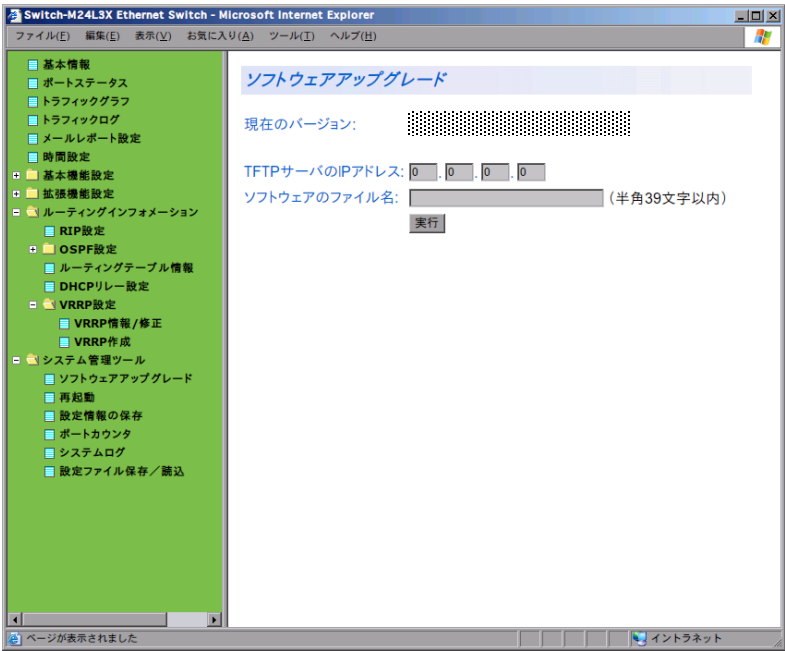 Switch-M24L3X Ethernet Switch - Microsoft Internet Explorer
ファイル(F) 編集(E) 表示(V) お気に入り(A) ツール(T) ヘルプ(H)
基本情報
ポートステータス
トラフィックグラフ
トラフィックログ
メールレポート設定
時間設定
基本機能設定
拡張機能設定
ルーティングインフォメーション
RIP設定
OSPF設定
ルーティングテーブル情報
DHCPリレー設定
VRRP設定
VRRP情報/修正
VRRP作成
システム管理ツール
ソフトウェアアップグレード
再起動
設定情報の保存
ポートカウンタ
システムログ
設定ファイル保存／読込
ソフトウェアアップグレード
現在のバージョン:
TFTPサーバのIPアドレス: 0 . 0 . 0 . 0
ソフトウェアのファイル名: (半角39文字以内)
実行
ページが表示されました
イントラネット